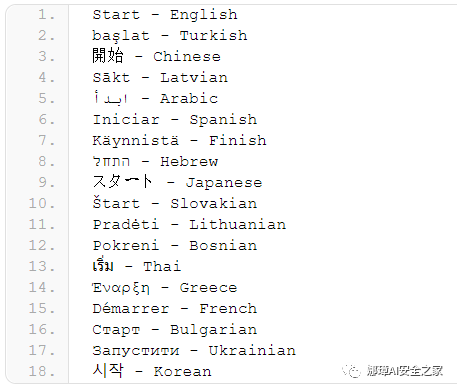 1. Start - English
2. başlat - Turkish
3. 開始 - Chinese
4. Sākt - Latvian
5. ابدأ - Arabic
6. Iniciar - Spanish
7. Käynnistä - Finish
8. התחל - Hebrew
9. スタート - Japanese
10. Štart - Slovakian
11. Pradėti - Lithuanian
12. Pokreni - Bosnian
13. เริ่ม - Thai
14. Έναρξη - Greece
15. Démarrer - French
16. Старт - Bulgarian
17. Запустити - Ukrainian
18. 시작 - Korean
AI安全之家